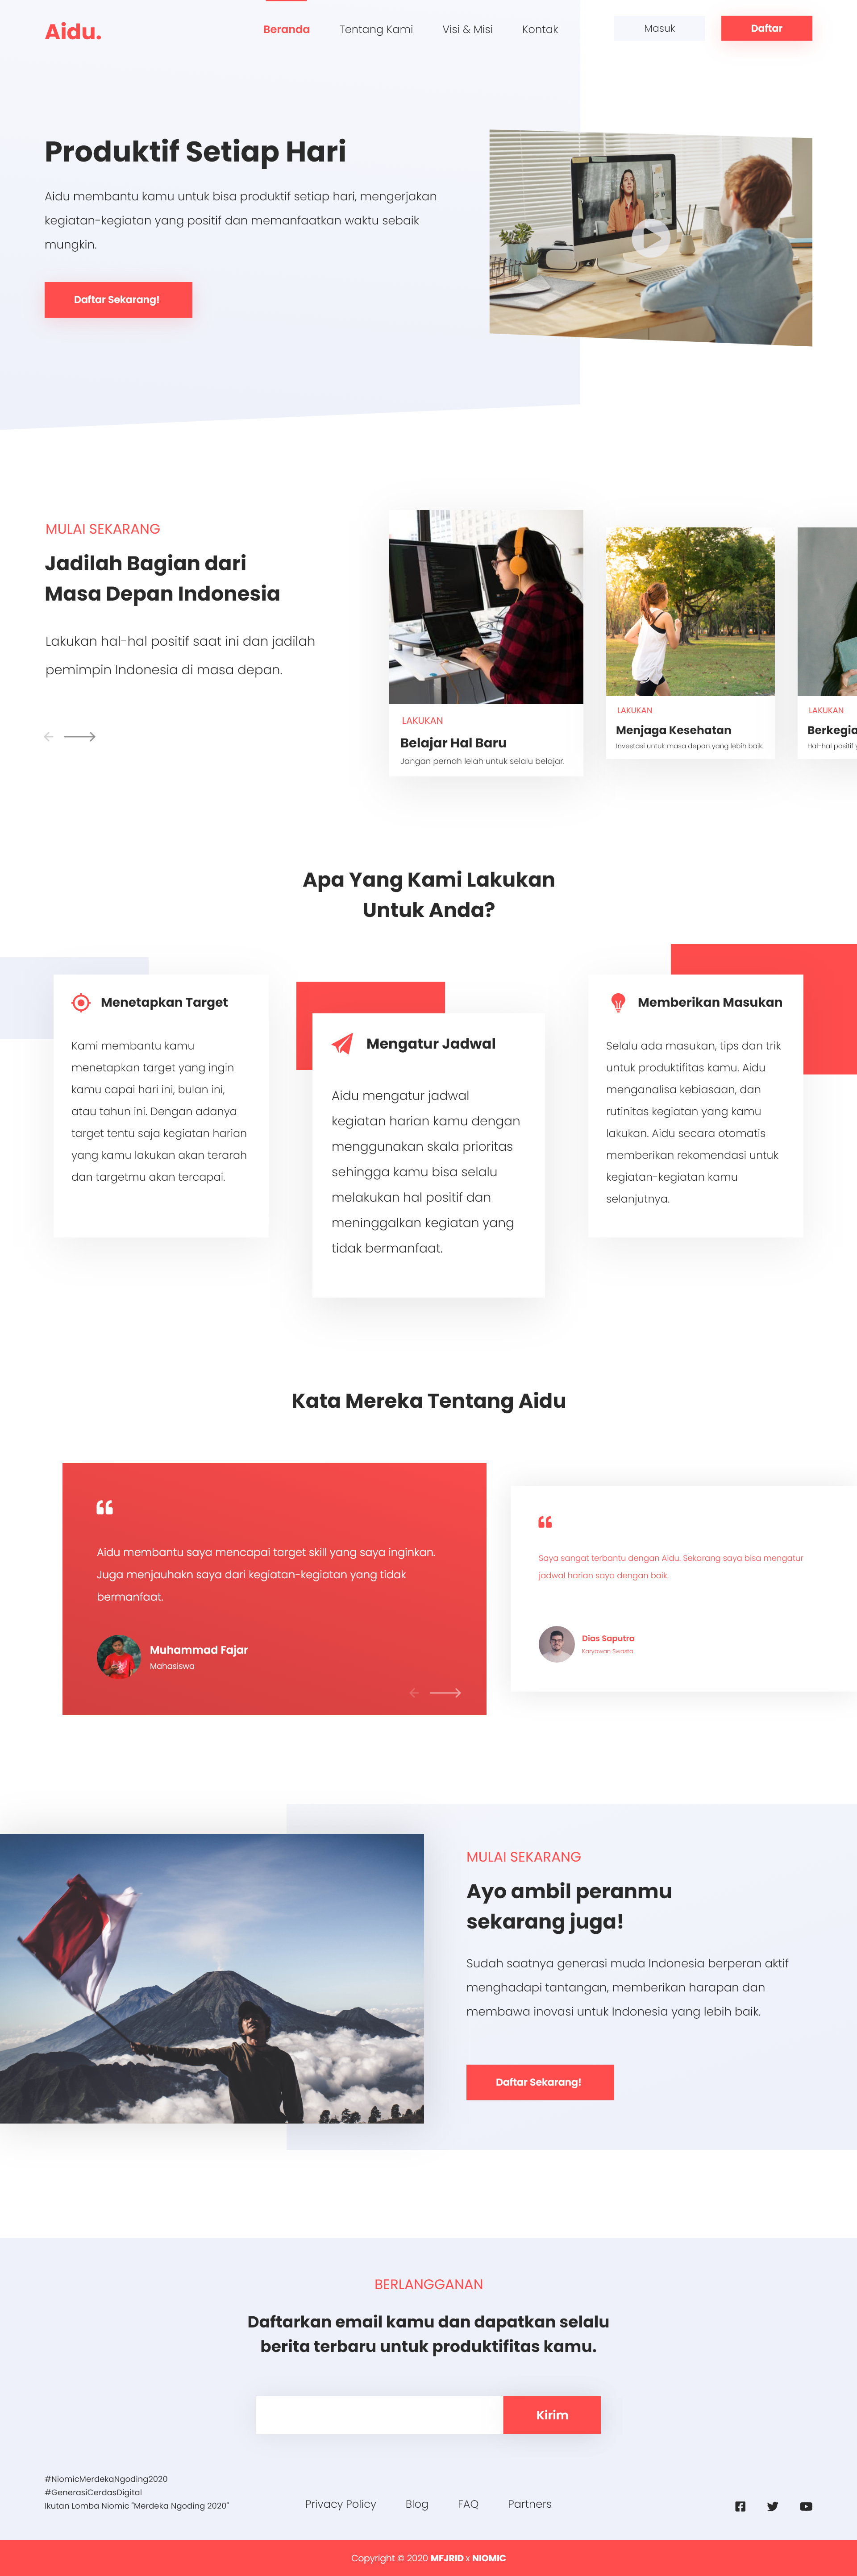 Aidu.
Beranda
Tentang Kami
Visi & Misi
Kontak
Masuk
Daftar
Produktif Setiap Hari
Aidu membantu kamu untuk bisa produktif setiap hari, mengerjakan
kegiatan-kegiatan yang positif dan memanfaatkan waktu sebaik
mungkin.
Daftar Sekarang!
MULAI SEKARANG
Jadilah Bagian dari
Masa Depan Indonesia
Lakukan hal-hal positif saat ini dan jadilah
pemimpin Indonesia di masa depan.
LAKUKAN
Belajar Hal Baru
Jangan pernah lelah untuk selalu belajar.
LAKUKAN
Menjaga Kesehatan
Investasi untuk masa depan yang lebih baik.
LAKUKAN
Berkegia
Hal-hal positif
Apa Yang Kami Lakukan
Untuk Anda?
Menetapkan Target
Kami membantu kamu
menetapkan target yang ingin
kamu capai hari ini, bulan ini,
atau tahun ini. Dengan adanya
target tentu saja kegiatan harian
yang kamu lakukan akan terarah
dan targetmu akan tercapai.
Mengatur Jadwal
Aidu mengatur jadwal
kegiatan harian kamu dengan
menggunakan skala prioritas
sehingga kamu bisa selalu
melakukan hal positif dan
meninggalkan kegiatan yang
tidak bermanfaat.
Memberikan Masukan
Selalu ada masukan, tips dan trik
untuk produktifitas kamu. Aidu
menganalisa kebiasaan, dan
rutinitas kegiatan yang kamu
lakukan. Aidu secara otomatis
memberikan rekomendasi untuk
kegiatan-kegiatan kamu
selanjutnya.
Kata Mereka Tentang Aidu
Aidu membantu saya mencapai target skill yang saya inginkan.
Juga menjauhakn saya dari kegiatan-kegiatan yang tidak
bermanfaat.
Muhammad Fajar
Mahasiswa
Saya sangat terbantu dengan Aidu. Sekarang saya bisa mengatur
jadwal harian saya dengan baik.
Dias Saputra
Karyawan Swasta
MULAI SEKARANG
Ayo ambil peranmu
sekarang juga!
Sudah saatnya generasi muda Indonesia berperan aktif
menghadapi tantangan, memberikan harapan dan
membawa inovasi untuk Indonesia yang lebih baik.
Daftar Sekarang!
BERLANGGANAN
Daftarkan email kamu dan dapatkan selalu
berita terbaru untuk produktifitas kamu.
Kirim
#NiomicMerdekaNgoding2020
#GenerasiCerdasDigital
Ikutan Lomba Niomic "Merdeka Ngoding 2020"
Privacy Policy
Blog
FAQ
Partners
Copyright © 2020 MFJRID x NIOMIC